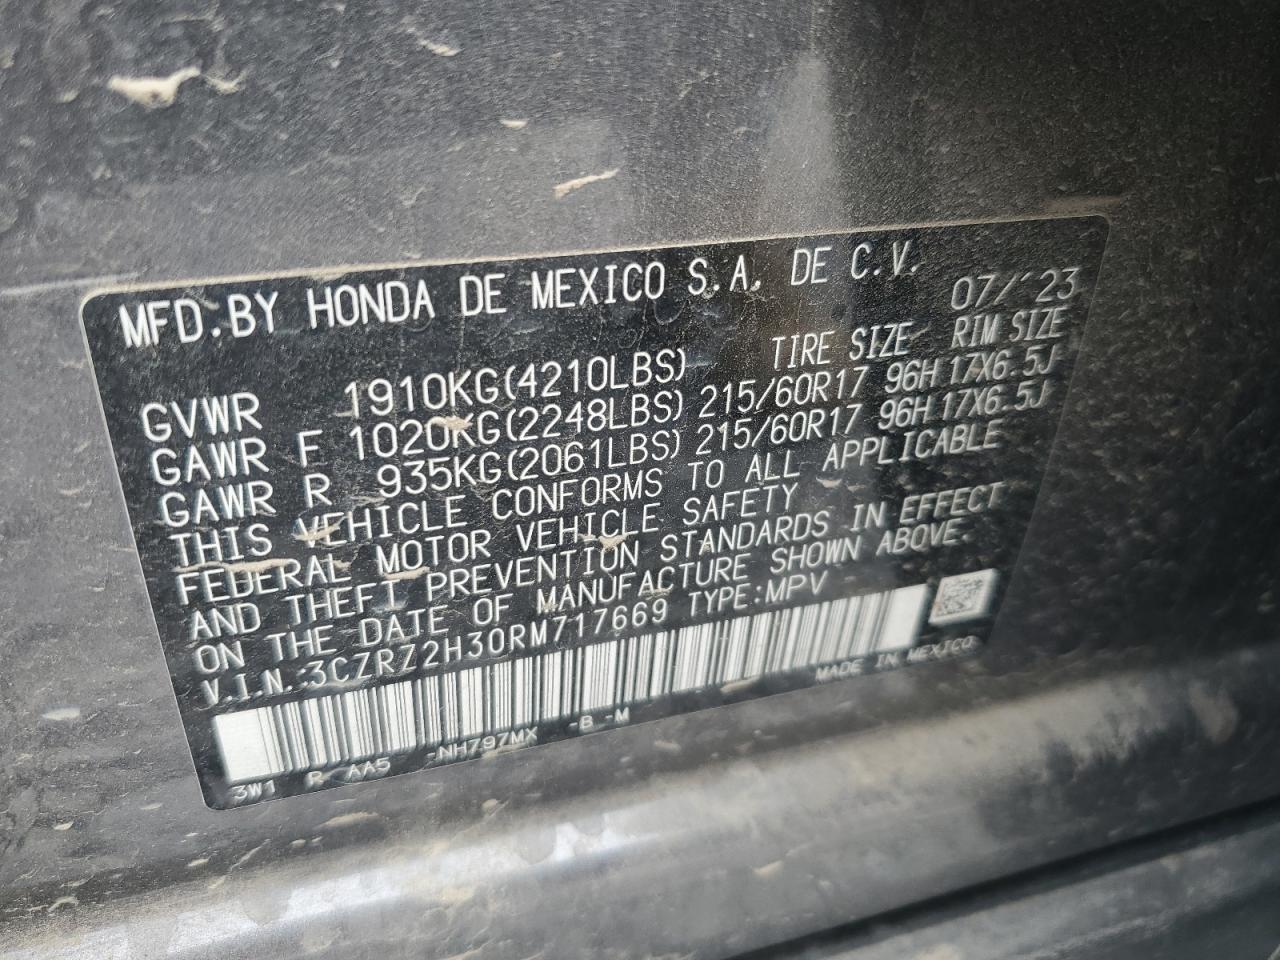 MFD.BY HONDA DE MEXICO S.A. DE C.V.
07/'23
GVWR 1910KG(4210LBS) TIRE SIZE RIM SIZE
GAWR F 1020KG(2248LBS) 215/60R17 96H 17X6.5J
GAWR R 935KG(2061LBS) 215/60R17 96H 17X6.5J
THIS VEHICLE CONFORMS TO ALL APPLICABLE
FEDERAL MOTOR VEHICLE SAFETY
AND THEFT PREVENTION STANDARDS IN EFFECT
ON THE DATE OF MANUFACTURE SHOWN ABOVE.
V.I.N.:3CZRZ2H30RM717669 TYPE:MPV
MADE IN MEXICO
3W1 R AA5 -NH797MX -B -M